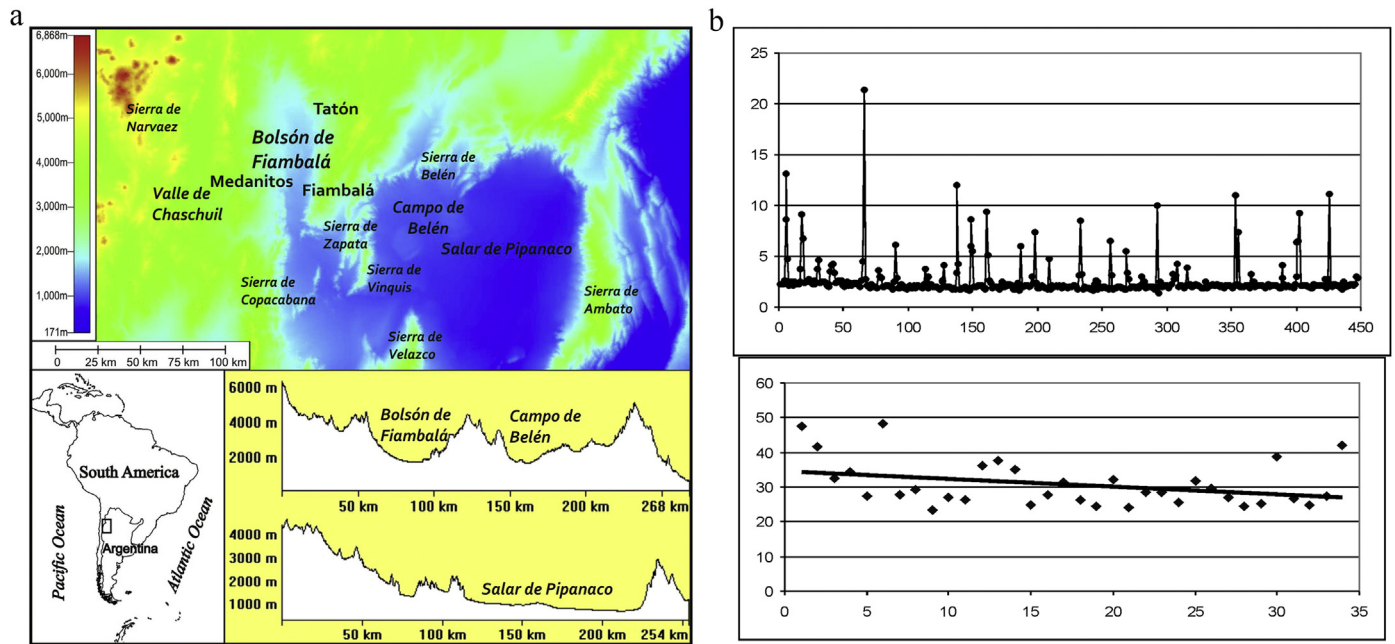 a
6,868m
6,000m
5,000m
4,000m
3,000m
2,000m
1,000m
171m
Sierra de
Narvaez
Tatón
Bolsón de
Fiambalá
Medanitos
Fiambalá
Valle de
Chaschuil
Sierra de
Belén
Campo de
Belén
Sierra de
Zapata
Salar de Pipanaco
Sierra de
Vinquis
Sierra de
Copacabana
Sierra de
Ambato
Sierra de
Velazco
0 25 km 50 km 75 km 100 km
South America
Argentina
Pacific Ocean
Atlantic Ocean
6000 m
4000 m
2000 m
Bolsón de
Fiambalá
Campo de
Belén
50 km 100 km 150 km 200 km 268 km
4000 m
3000 m
2000 m
1000 m
Salar de Pipanaco
50 km 100 km 150 km 200 km 254 km
b
25
20
15
10
5
0
0 50 100 150 200 250 300 350 400 450
60
50
40
30
20
10
0
0 5 10 15 20 25 30 35